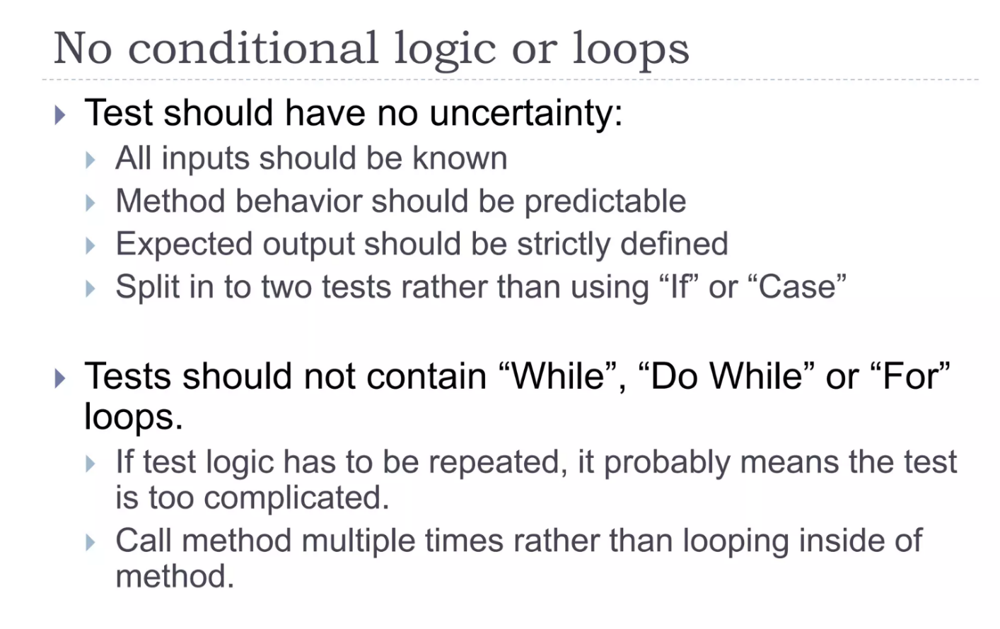 No conditional logic or loops
Test should have no uncertainty:
All inputs should be known
Method behavior should be predictable
Expected output should be strictly defined
Split in to two tests rather than using “If” or “Case”
Tests should not contain “While”, “Do While” or “For”
loops.
If test logic has to be repeated, it probably means the test
is too complicated.
Call method multiple times rather than looping inside of
method.